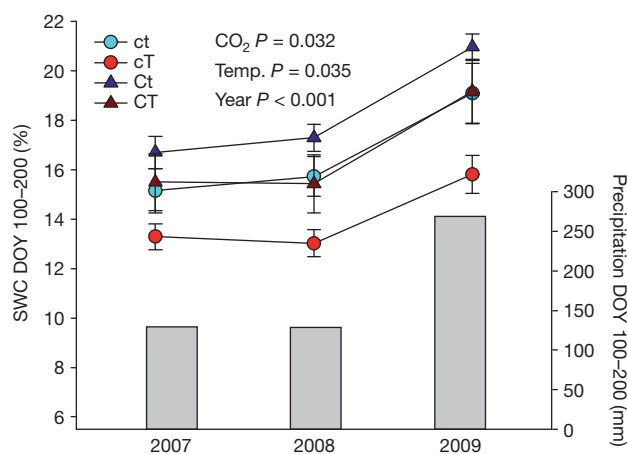 22
20
18
16
14
12
10
8
6
SWC DOY 100–200 (%)
ct
cT
Ct
CT
CO₂ P = 0.032
Temp. P = 0.035
Year P < 0.001
300
250
200
150
100
50
0
Precipitation DOY 100–200 (mm)
2007 2008 2009